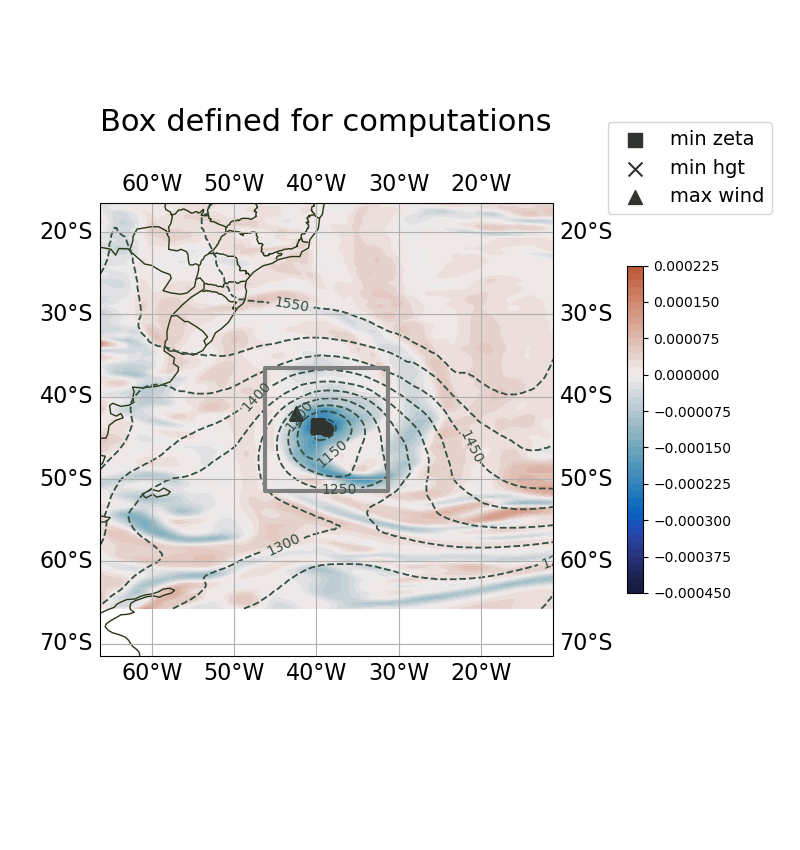 Box defined for computations
min zeta
min hgt
max wind
60°W 50°W 40°W 30°W 20°W
20°S 20°S
30°S 30°S
40°S 40°S
50°S 50°S
60°S 60°S
70°S 70°S
60°W 50°W 40°W 30°W 20°W
1550
1400
1150
1450
1250
1300
0.000225
0.000150
0.000075
0.000000
−0.000075
−0.000150
−0.000225
−0.000300
−0.000375
−0.000450